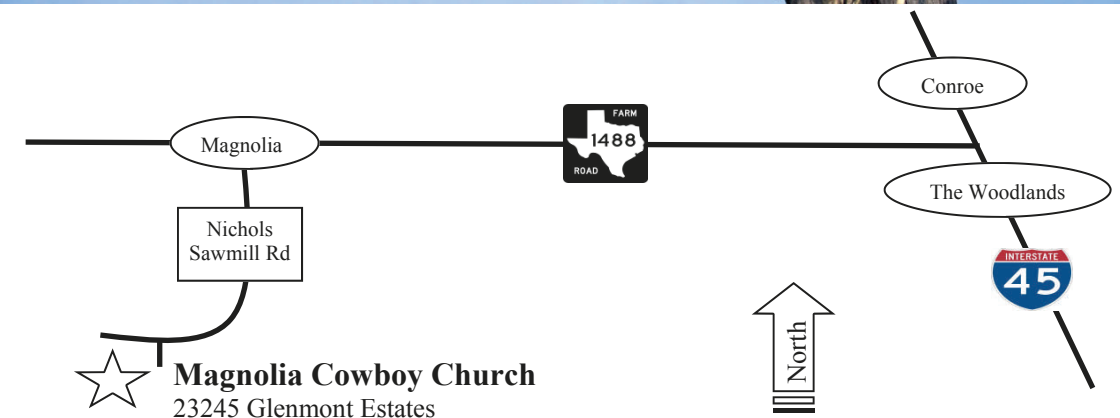 Conroe
FARM
1488
ROAD
Magnolia
The Woodlands
Nichols
Sawmill Rd
INTERSTATE
45
North
Magnolia Cowboy Church
23245 Glenmont Estates